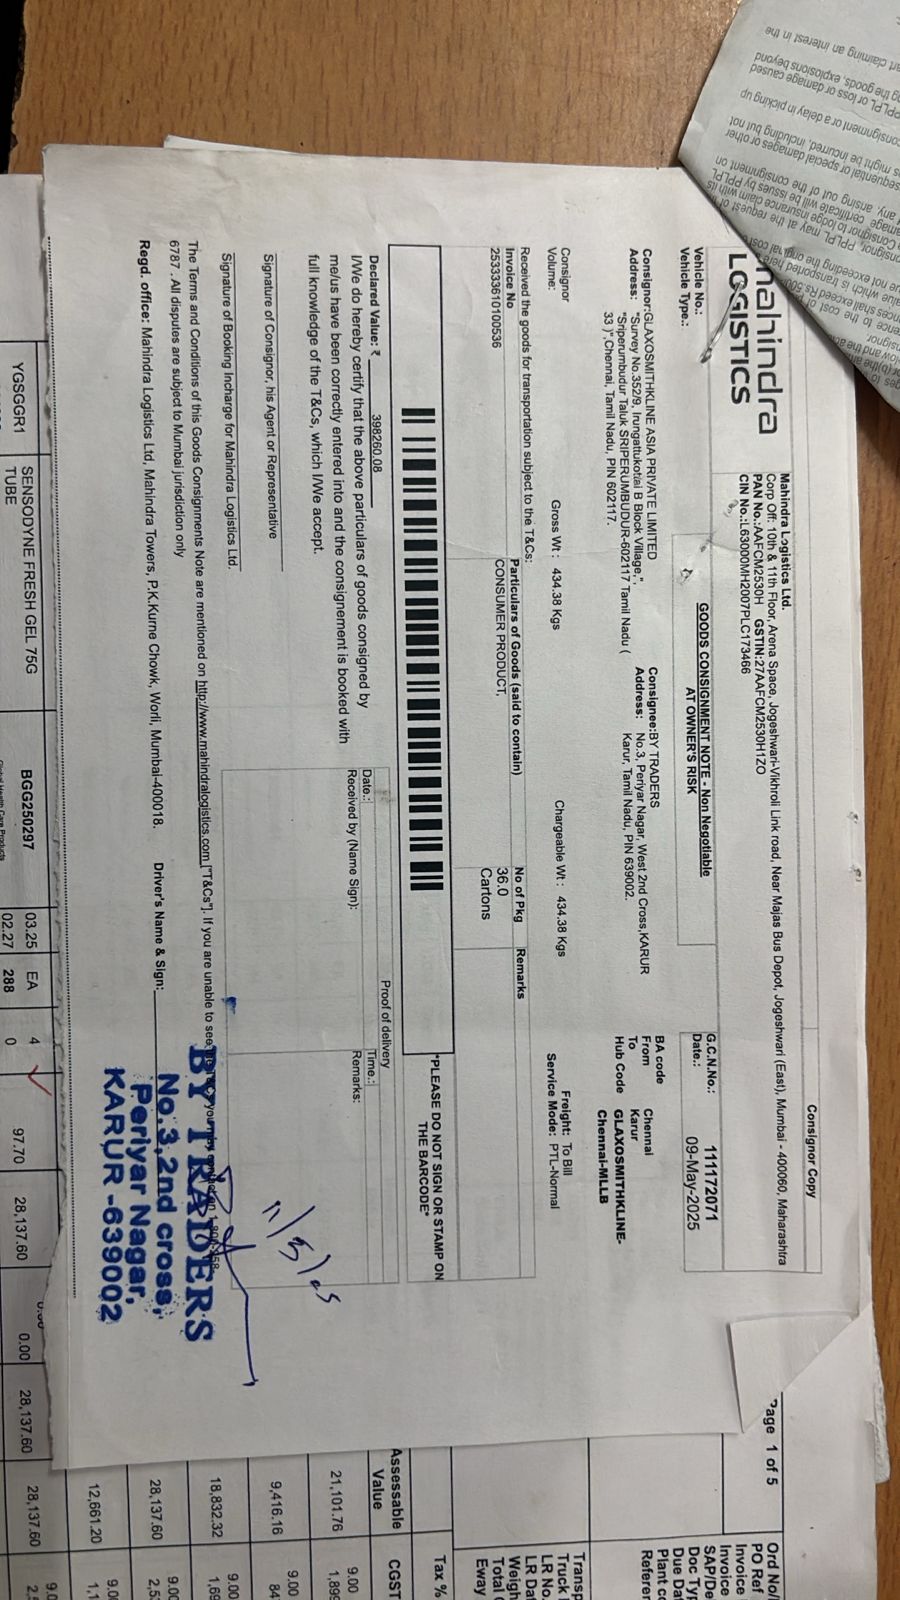 mahindra
LOGISTICS
Mahindra Logistics Ltd.
Corp Off: 10th & 11th Floor, Arena Space, Jogeshwari-Vikhroli Link road, Near Majas Bus Depot, Jogeshwari (East), Mumbai - 400060, Maharashtra
PAN No.:AAFCM2530H GSTIN:27AAFCM2530H1ZO
CIN No.:L63000MH2007PLC173466
Consignor Copy
Vehicle No.:
Vehicle Type.:
GOODS CONSIGNMENT NOTE - Non Negotiable
AT OWNER'S RISK
G.C.N.No.: 111172071
Date.: 09-May-2025
Consignor:GLAXOSMITHKLINE ASIA PRIVATE LIMITED
Address: "Survey No.352/9, Irungattukottai B Block Village,",
"Sriperumbudur Taluk SRIPERUMBUDUR-602117 Tamil Nadu (
33 )",Chennai, Tamil Nadu, PIN 602117.
Consignee:BY TRADERS
Address: No.3, Periyar Nagar, West 2nd Cross,KARUR
Karur, Tamil Nadu, PIN 639002.
BA code
From Chennai
To Karur
Hub Code GLAXOSMITHKLINE-
Chennai-MLLB
Consignor
Volume:
Gross Wt : 434.38 Kgs
Chargeable Wt : 434.38 Kgs
Freight: To Bill
Service Mode: PTL-Normal
Received the goods for transportation subject to the T&Cs:
Invoice No Particulars of Goods (said to contain) No of Pkg Remarks
2533361010​0536 CONSUMER PRODUCT, 36.0
Cartons
*PLEASE DO NOT SIGN OR STAMP ON
THE BARCODE*
Declared Value: ₹ 398260.08
I/We do hereby certify that the above particulars of goods consigned by
me/us have been correctly entered into and the consignement is booked with
full knowledge of the T&Cs, which I/We accept.
Proof of delivery
Date.: Time.:
Received by (Name Sign): Remarks:
11/5/25
Signature of Consignor, his Agent or Representative
Signature of Booking Incharge for Mahindra Logistics Ltd.
The Terms and Conditions of this Goods Consignments Note are mentioned on http://www.mahindralogistics.com ["T&Cs"]. If you are unable to see
6787 . All disputes are subject to Mumbai jurisdiction only
Driver's Name & Sign:
Regd. office: Mahindra Logistics Ltd, Mahindra Towers, P.K.Kurne Chowk, Worli, Mumbai-400018.
BY TRADERS
No.3,2nd cross,
Periyar Nagar,
KARUR -639002
YGSGGR1 SENSODYNE FRESH GEL 75G
TUBE BGG250297 03.25
02.27 EA
288 4
0 97.70 28,137.60 0.00 28,137.60 28,137.60
Page 1 of 5
Assessable
Value
CGST
Tax %
21,101.76
9,416.16
18,832.32
28,137.60
12,661.20
9.00
9.00
9.00
PO Ref
Invoice
Invoice